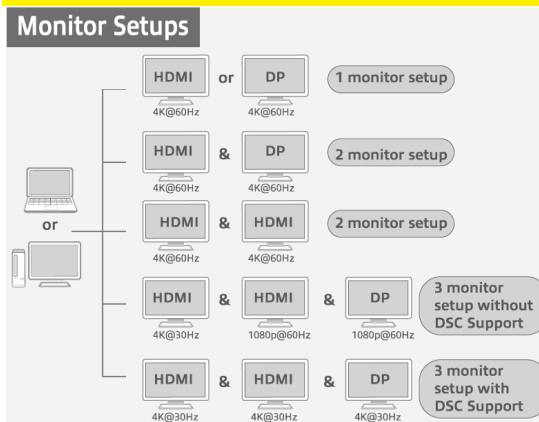 Monitor Setups
HDMI or DP 1 monitor setup
4K@60Hz 4K@60Hz
HDMI & DP 2 monitor setup
4K@60Hz 4K@60Hz
or
HDMI & HDMI 2 monitor setup
4K@60Hz 4K@60Hz
HDMI & HDMI & DP 3 monitor
setup without
DSC Support
4K@30Hz 1080p@60Hz 1080p@60Hz
HDMI & HDMI & DP 3 monitor
setup with
DSC Support
4K@30Hz 4K@30Hz 4K@30Hz